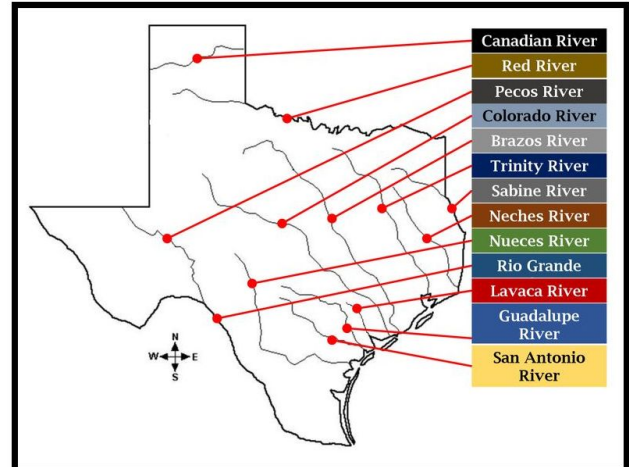 Canadian River
Red River
Pecos River
Colorado River
Brazos River
Trinity River
Sabine River
Neches River
Nueces River
Rio Grande
Lavaca River
Guadalupe
River
San Antonio
River
N
W E
S